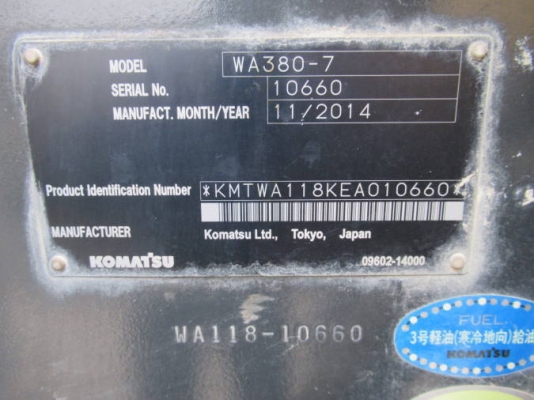 MODEL WA380-7
SERIAL No. 10660
MANUFACT. MONTH/YEAR 11/2014
Product Identification Number *KMTWA118KEA010660*
MANUFACTURER Komatsu Ltd., Tokyo, Japan
KOMATSU 09602-14000
WA118-10660
FUEL
3号軽油(寒冷地向)給油
KOMATSU